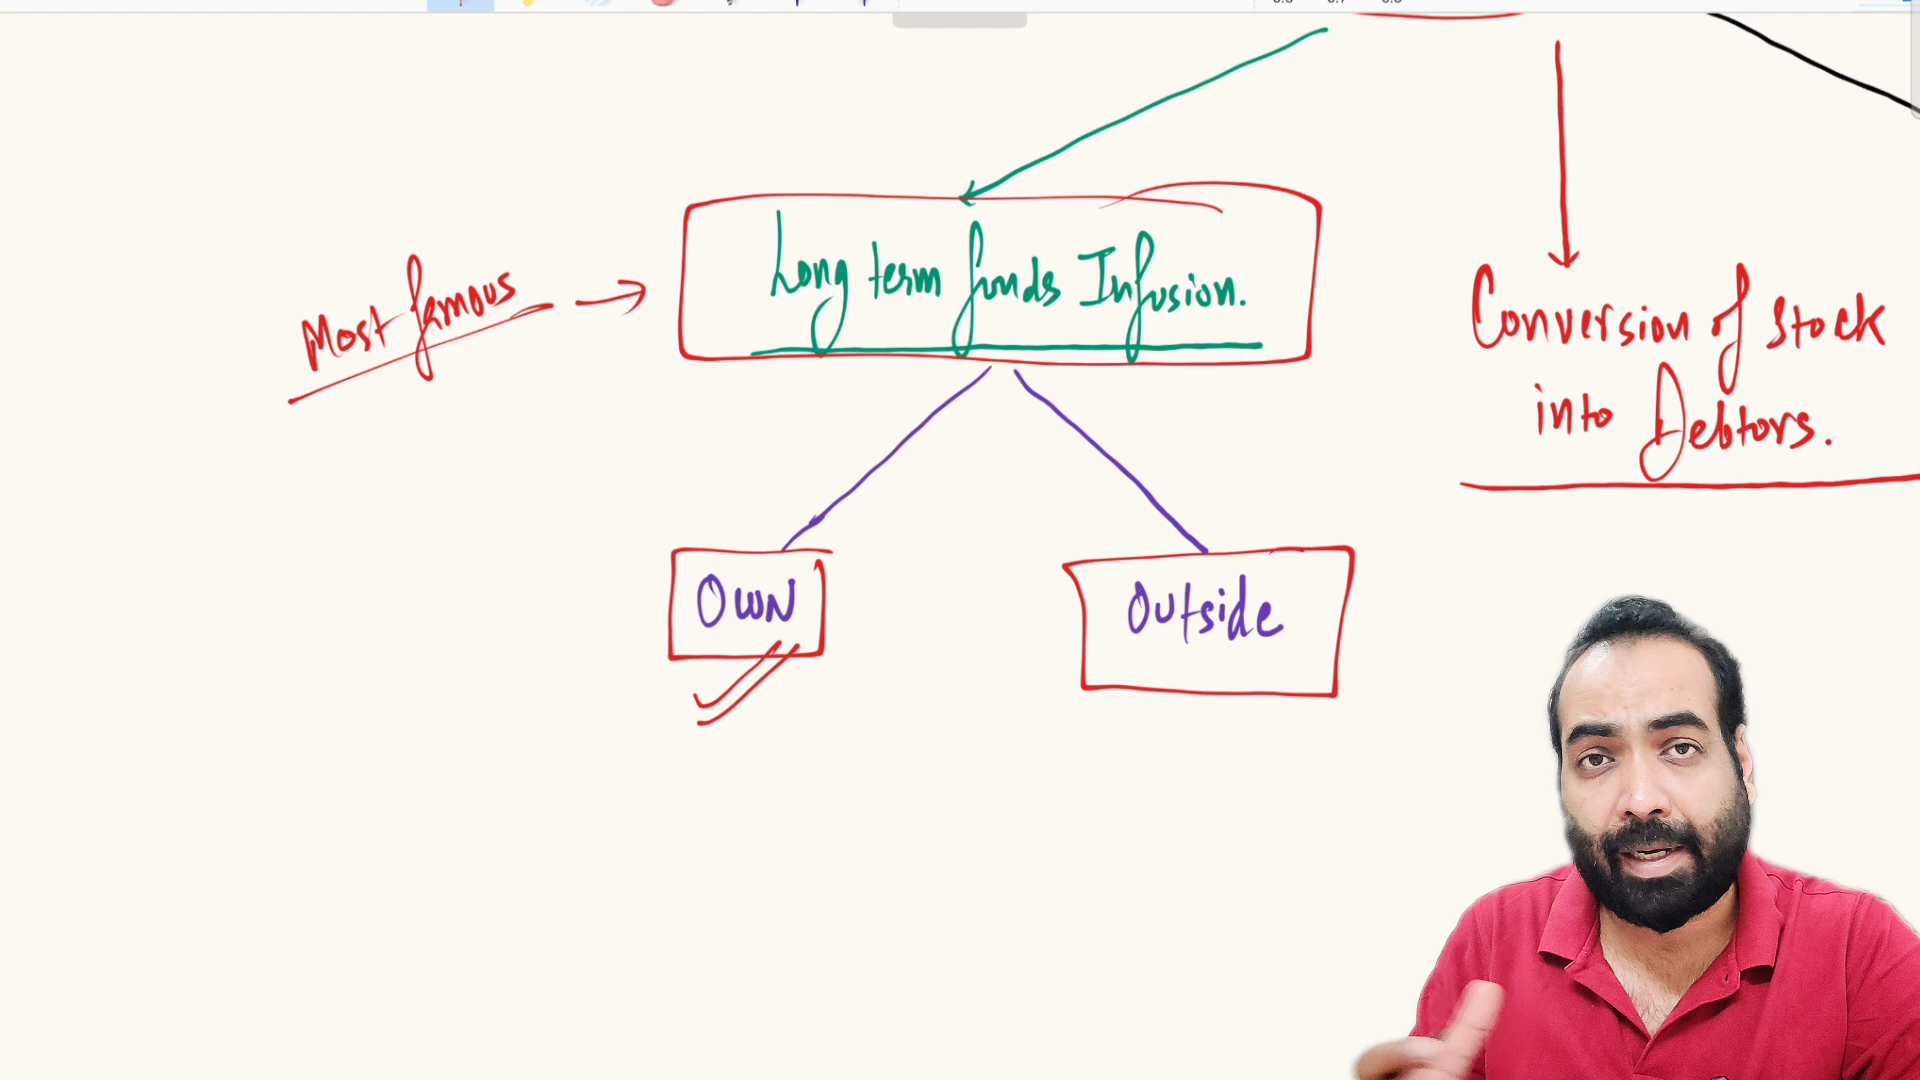 Most famous
Long term funds Infusion.
Conversion of stock
into Debtors.
Own
Outside